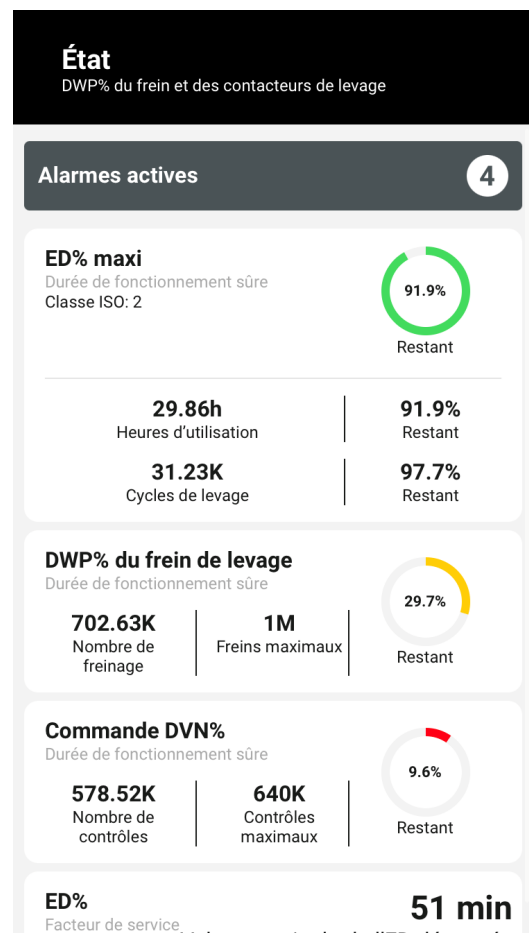 État
DWP% du frein et des contacteurs de levage
Alarmes actives
4
ED% maxi
Durée de fonctionnement sûre
Classe ISO: 2
91.9%
Restant
29.86h
Heures d'utilisation
91.9%
Restant
31.23K
Cycles de levage
97.7%
Restant
DWP% du frein de levage
Durée de fonctionnement sûre
702.63K
Nombre de
freinage
1M
Freins maximaux
29.7%
Restant
Commande DVN%
Durée de fonctionnement sûre
578.52K
Nombre de
contrôles
640K
Contrôles
maximaux
9.6%
Restant
ED%
Facteur de service
51 min